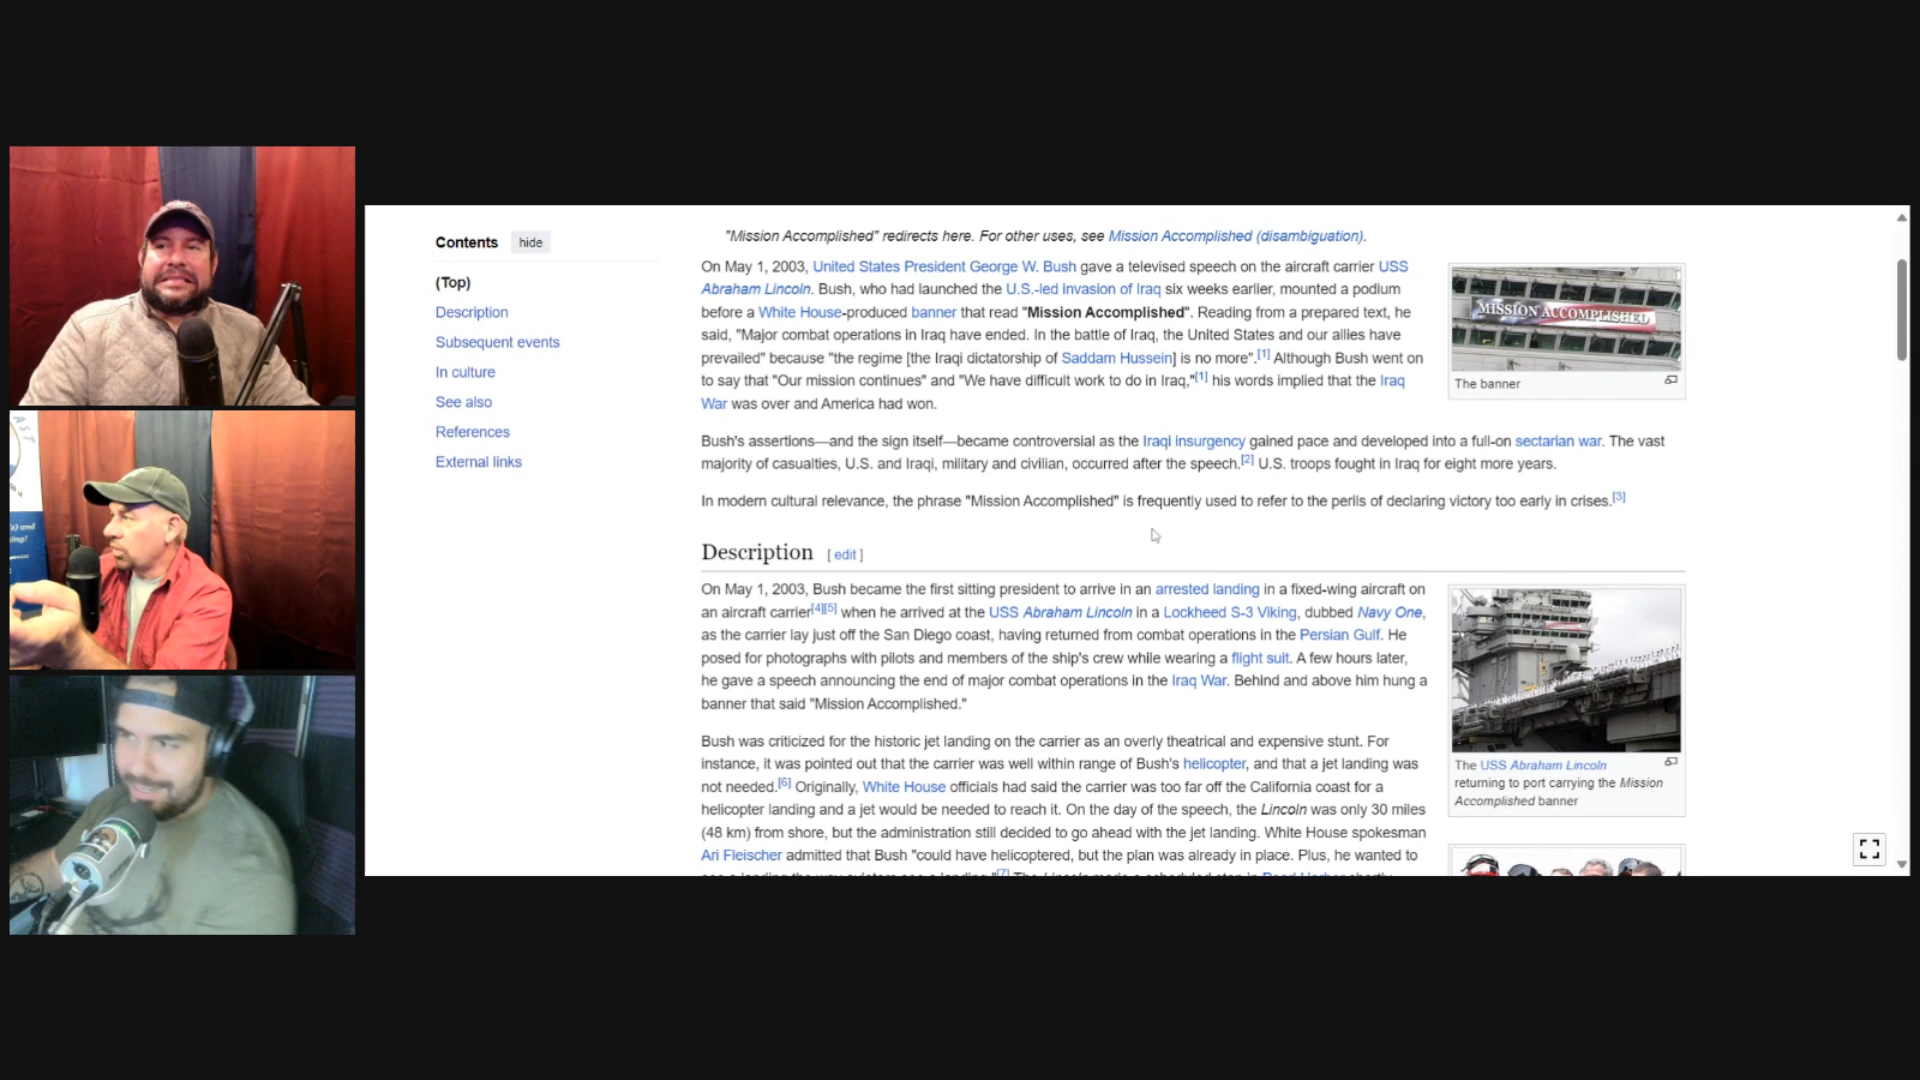 Contents hide
(Top)
Description
Subsequent events
In culture
See also
References
External links
"Mission Accomplished" redirects here. For other uses, see Mission Accomplished (disambiguation).
On May 1, 2003, United States President George W. Bush gave a televised speech on the aircraft carrier USS
Abraham Lincoln. Bush, who had launched the U.S.-led invasion of Iraq six weeks earlier, mounted a podium
before a White House-produced banner that read "Mission Accomplished". Reading from a prepared text, he
said, "Major combat operations in Iraq have ended. In the battle of Iraq, the United States and our allies have
prevailed" because "the regime [the Iraqi dictatorship of Saddam Hussein] is no more".[1] Although Bush went on
to say that "Our mission continues" and "We have difficult work to do in Iraq,"[1] his words implied that the Iraq
War was over and America had won.
MISSION ACCOMPLISHED
The banner
Bush's assertions—and the sign itself—became controversial as the Iraqi insurgency gained pace and developed into a full-on sectarian war. The vast
majority of casualties, U.S. and Iraqi, military and civilian, occurred after the speech.[2] U.S. troops fought in Iraq for eight more years.
In modern cultural relevance, the phrase "Mission Accomplished" is frequently used to refer to the perils of declaring victory too early in crises.[3]
Description [ edit ]
On May 1, 2003, Bush became the first sitting president to arrive in an arrested landing in a fixed-wing aircraft on
an aircraft carrier[4][5] when he arrived at the USS Abraham Lincoln in a Lockheed S-3 Viking, dubbed Navy One,
as the carrier lay just off the San Diego coast, having returned from combat operations in the Persian Gulf. He
posed for photographs with pilots and members of the ship's crew while wearing a flight suit. A few hours later,
he gave a speech announcing the end of major combat operations in the Iraq War. Behind and above him hung a
banner that said "Mission Accomplished."
The USS Abraham Lincoln
returning to port carrying the Mission
Accomplished banner
Bush was criticized for the historic jet landing on the carrier as an overly theatrical and expensive stunt. For
instance, it was pointed out that the carrier was well within range of Bush's helicopter, and that a jet landing was
not needed.[6] Originally, White House officials had said the carrier was too far off the California coast for a
helicopter landing and a jet would be needed to reach it. On the day of the speech, the Lincoln was only 30 miles
(48 km) from shore, but the administration still decided to go ahead with the jet landing. White House spokesman
Ari Fleischer admitted that Bush "could have helicoptered, but the plan was already in place. Plus, he wanted to